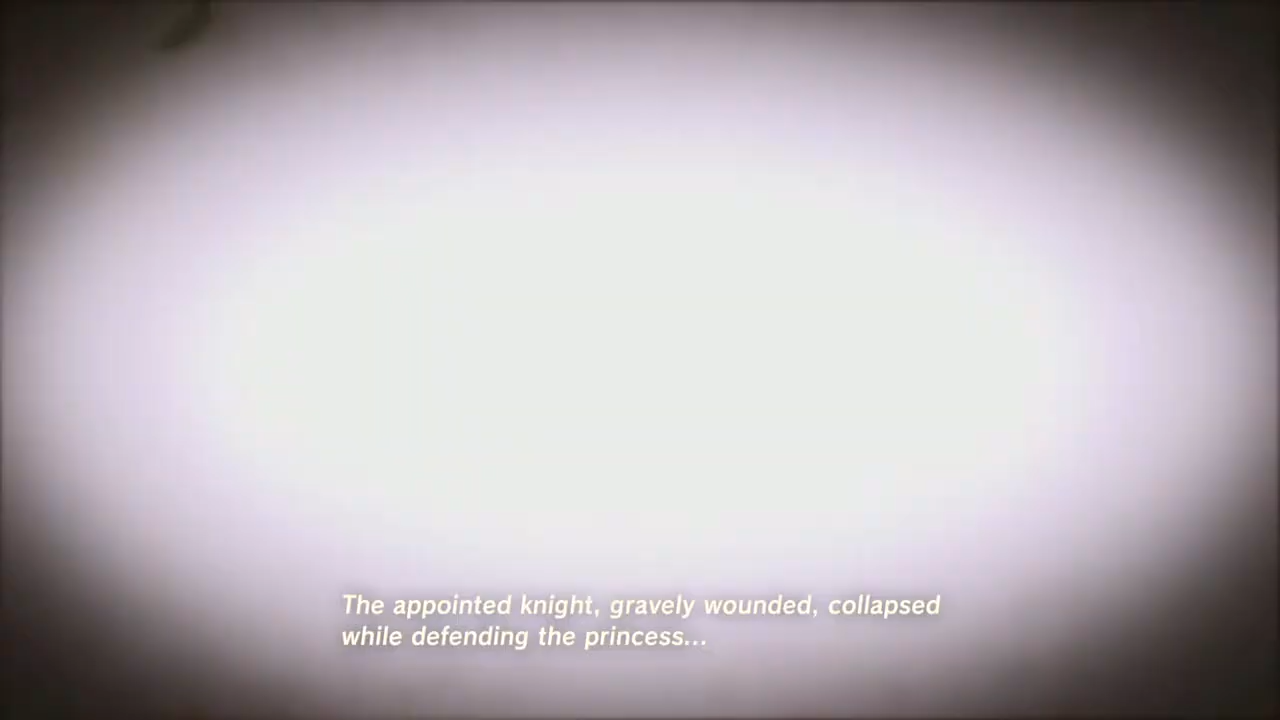 The appointed knight, gravely wounded, collapsed
while defending the princess...